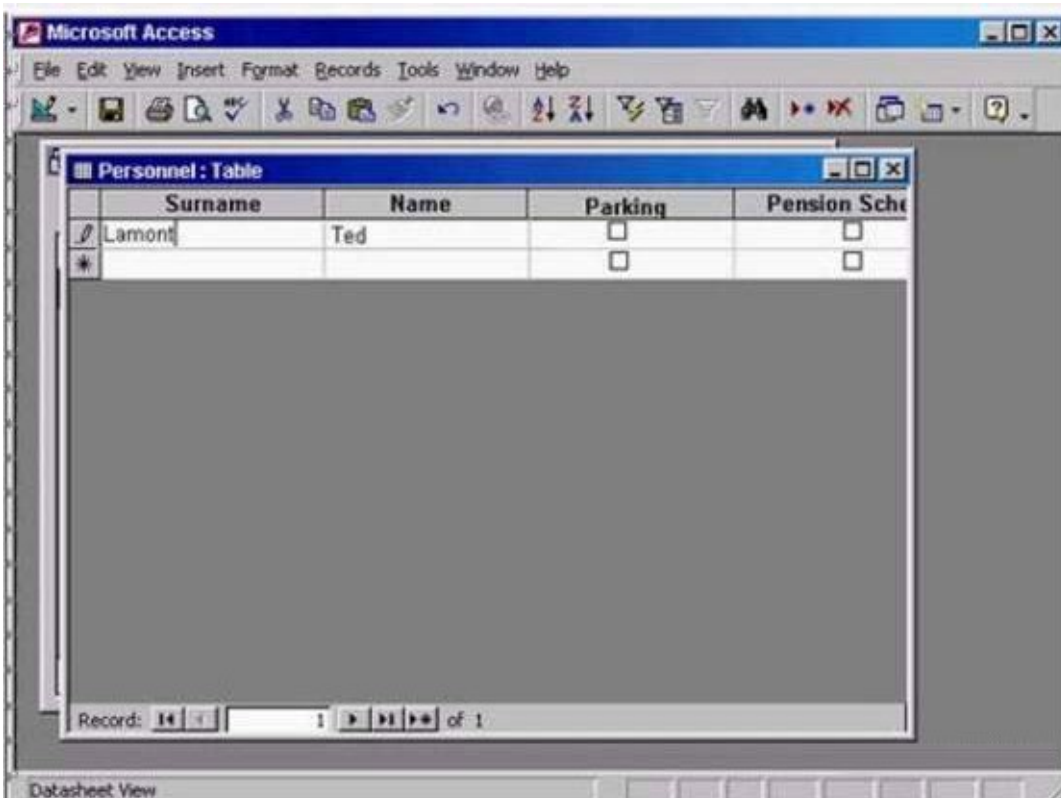 Microsoft Access
File Edit View Insert Format Records Tools Window Help
Personnel : Table
Surname Name Parking Pension Sche
Lamont Ted
Record: 1 of 1
Datasheet View